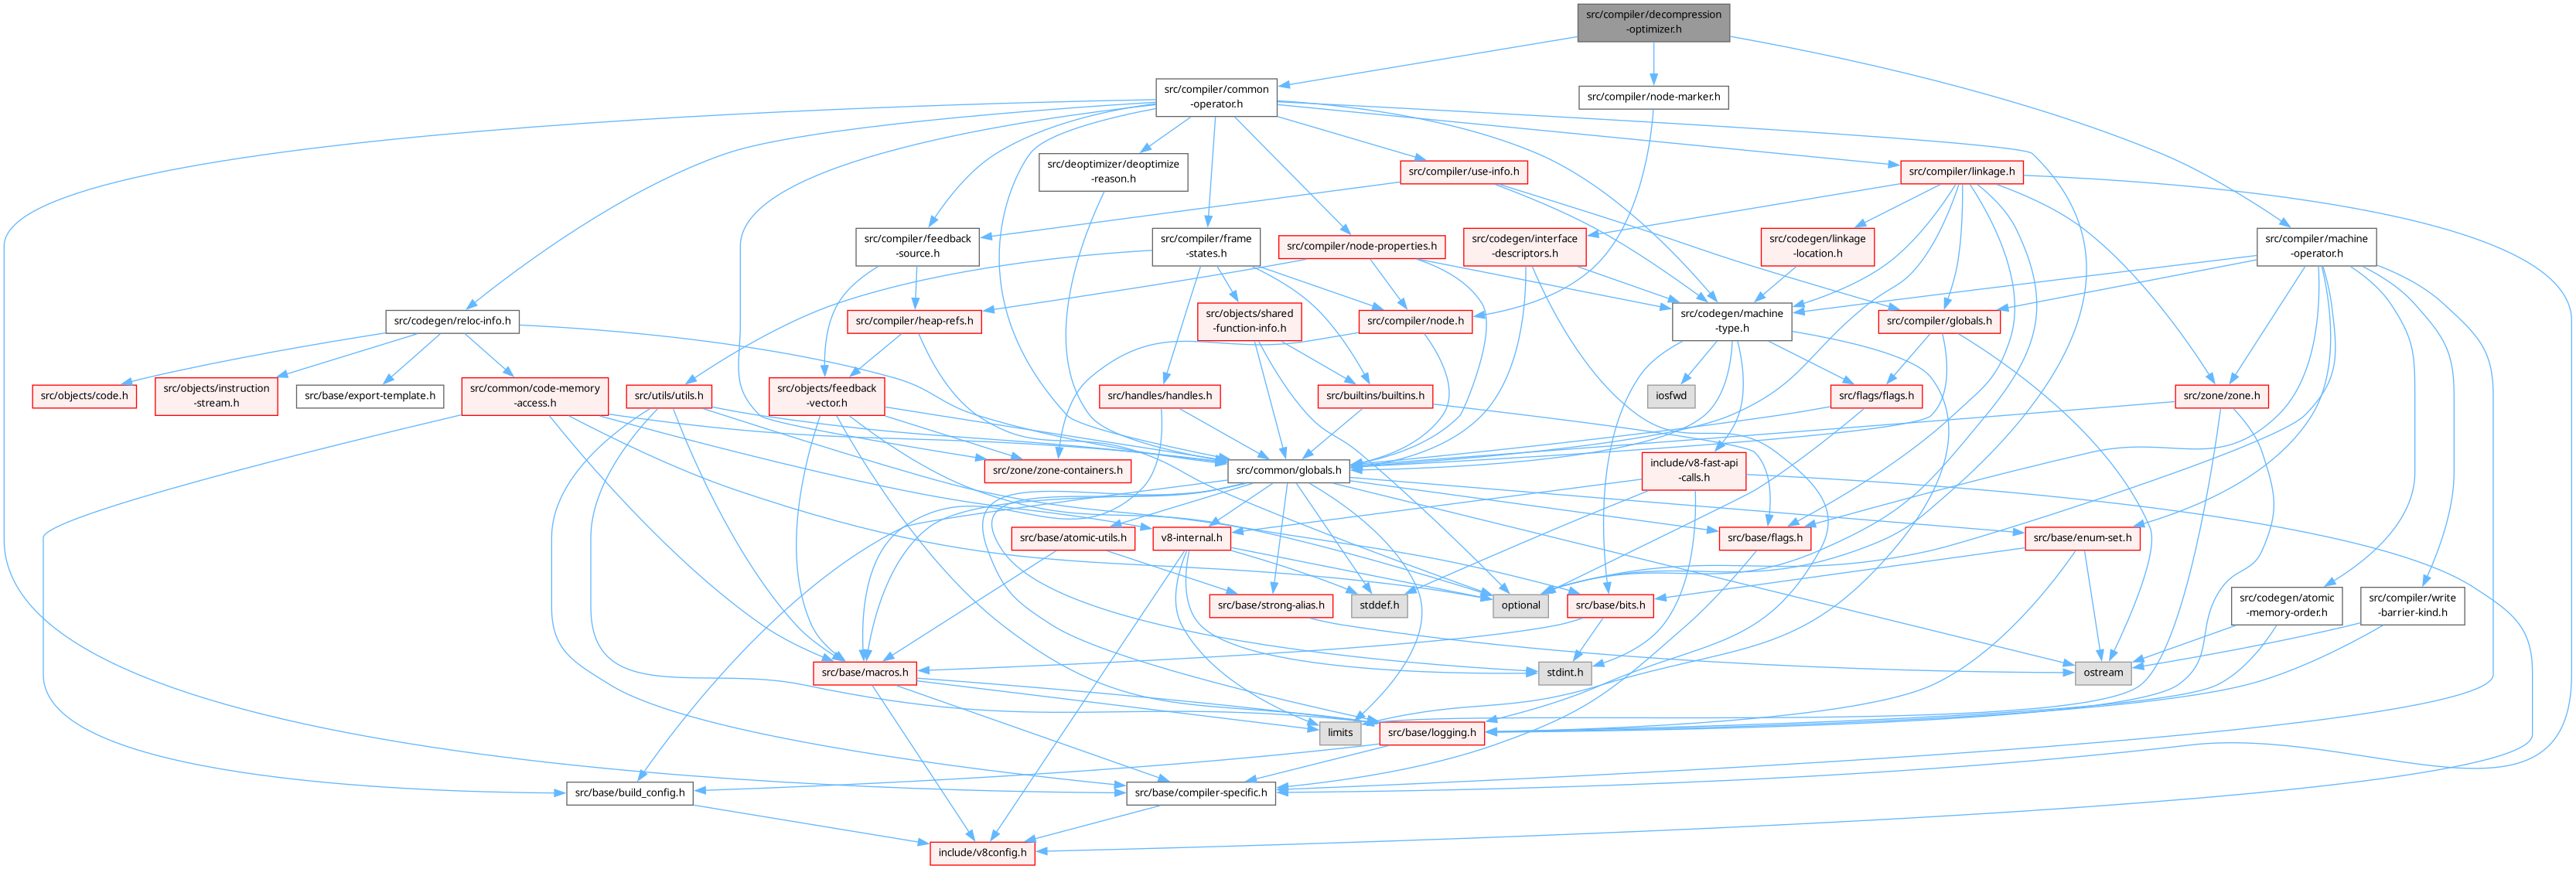 src/compiler/decompression
-optimizer.h
src/compiler/common
-operator.h
src/compiler/node-marker.h
src/deoptimizer/deoptimize
-reason.h
src/compiler/use-info.h
src/compiler/linkage.h
src/compiler/feedback
-source.h
src/compiler/frame
-states.h
src/compiler/node-properties.h
src/codegen/interface
-descriptors.h
src/codegen/linkage
-location.h
src/compiler/machine
-operator.h
src/codegen/reloc-info.h
src/compiler/heap-refs.h
src/objects/shared
-function-info.h
src/compiler/node.h
src/codegen/machine
-type.h
src/compiler/globals.h
src/objects/code.h
src/objects/instruction
-stream.h
src/base/export-template.h
src/common/code-memory
-access.h
src/utils/utils.h
src/objects/feedback
-vector.h
src/handles/handles.h
src/builtins/builtins.h
iosfwd
src/flags/flags.h
src/zone/zone.h
src/zone/zone-containers.h
src/common/globals.h
include/v8-fast-api
-calls.h
src/base/atomic-utils.h
v8-internal.h
src/base/flags.h
src/base/enum-set.h
src/base/strong-alias.h
stddef.h
optional
src/base/bits.h
src/codegen/atomic
-memory-order.h
src/compiler/write
-barrier-kind.h
src/base/macros.h
stdint.h
ostream
limits
src/base/logging.h
src/base/build_config.h
src/base/compiler-specific.h
include/v8config.h